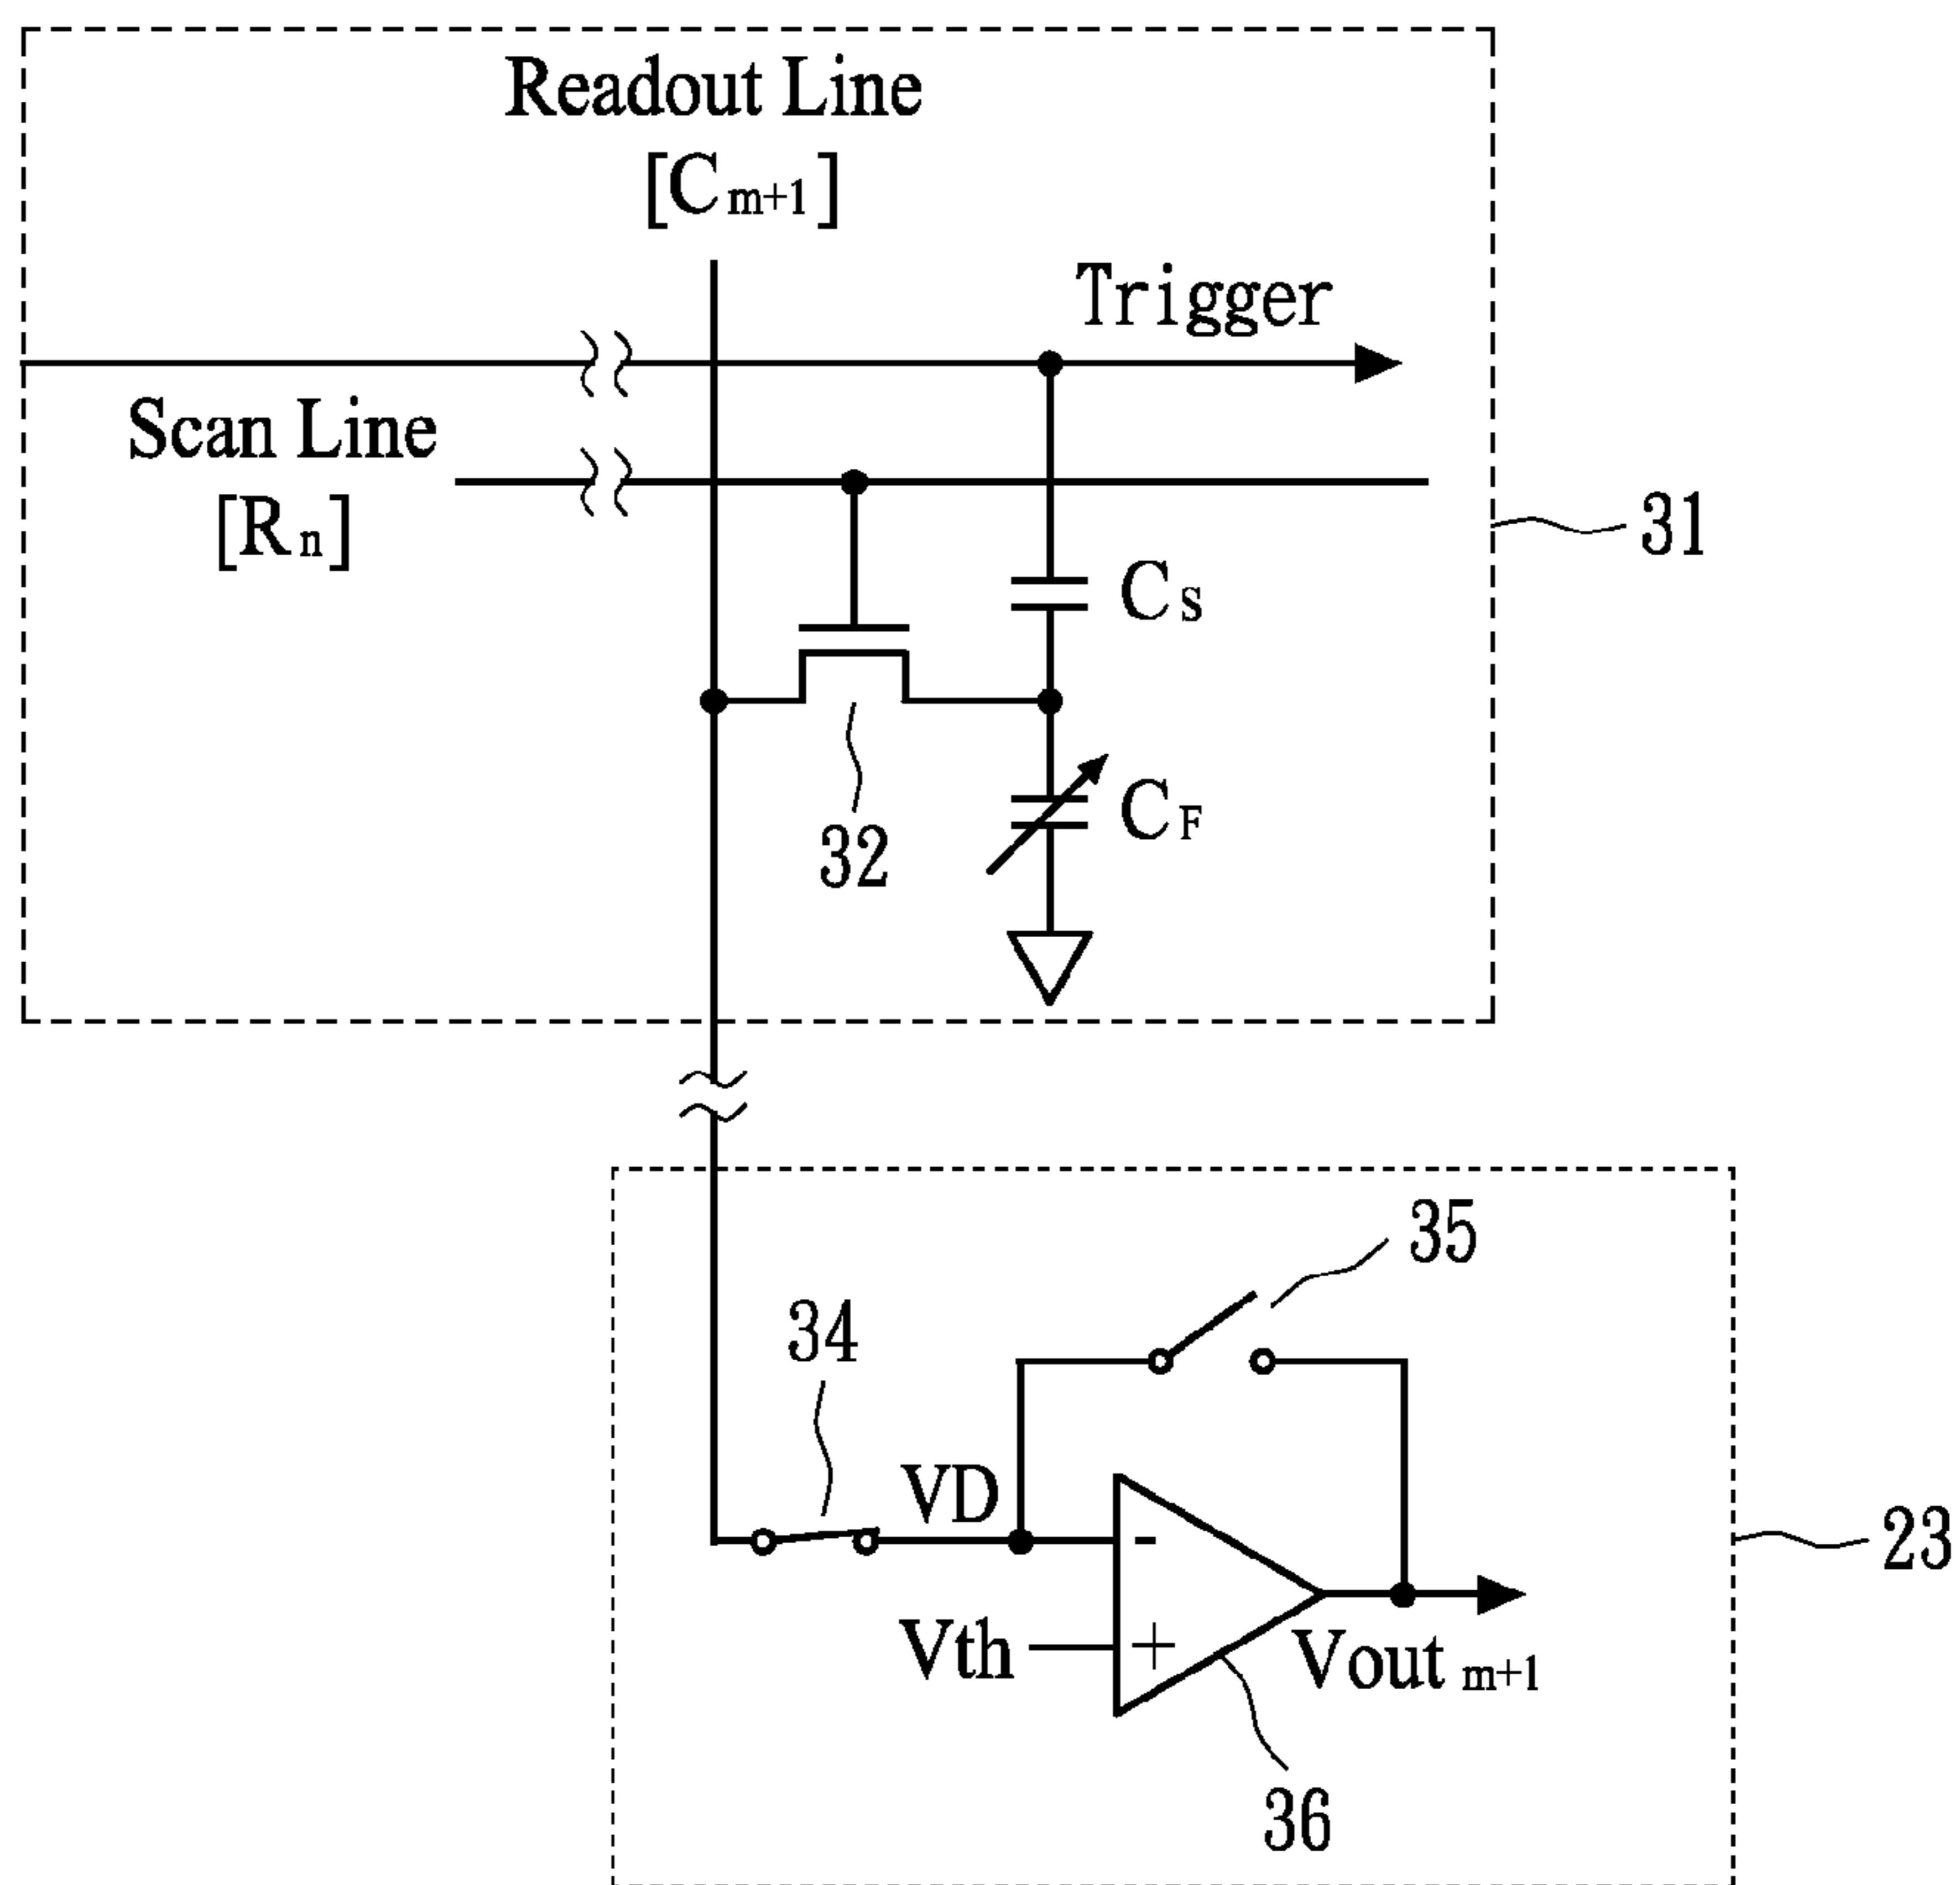 Readout Line
[Cm+1]
Trigger
Scan Line
[Rn]
31
CS
32
CF
35
34
VD
-
23
Vth
+
Vout m+1
36